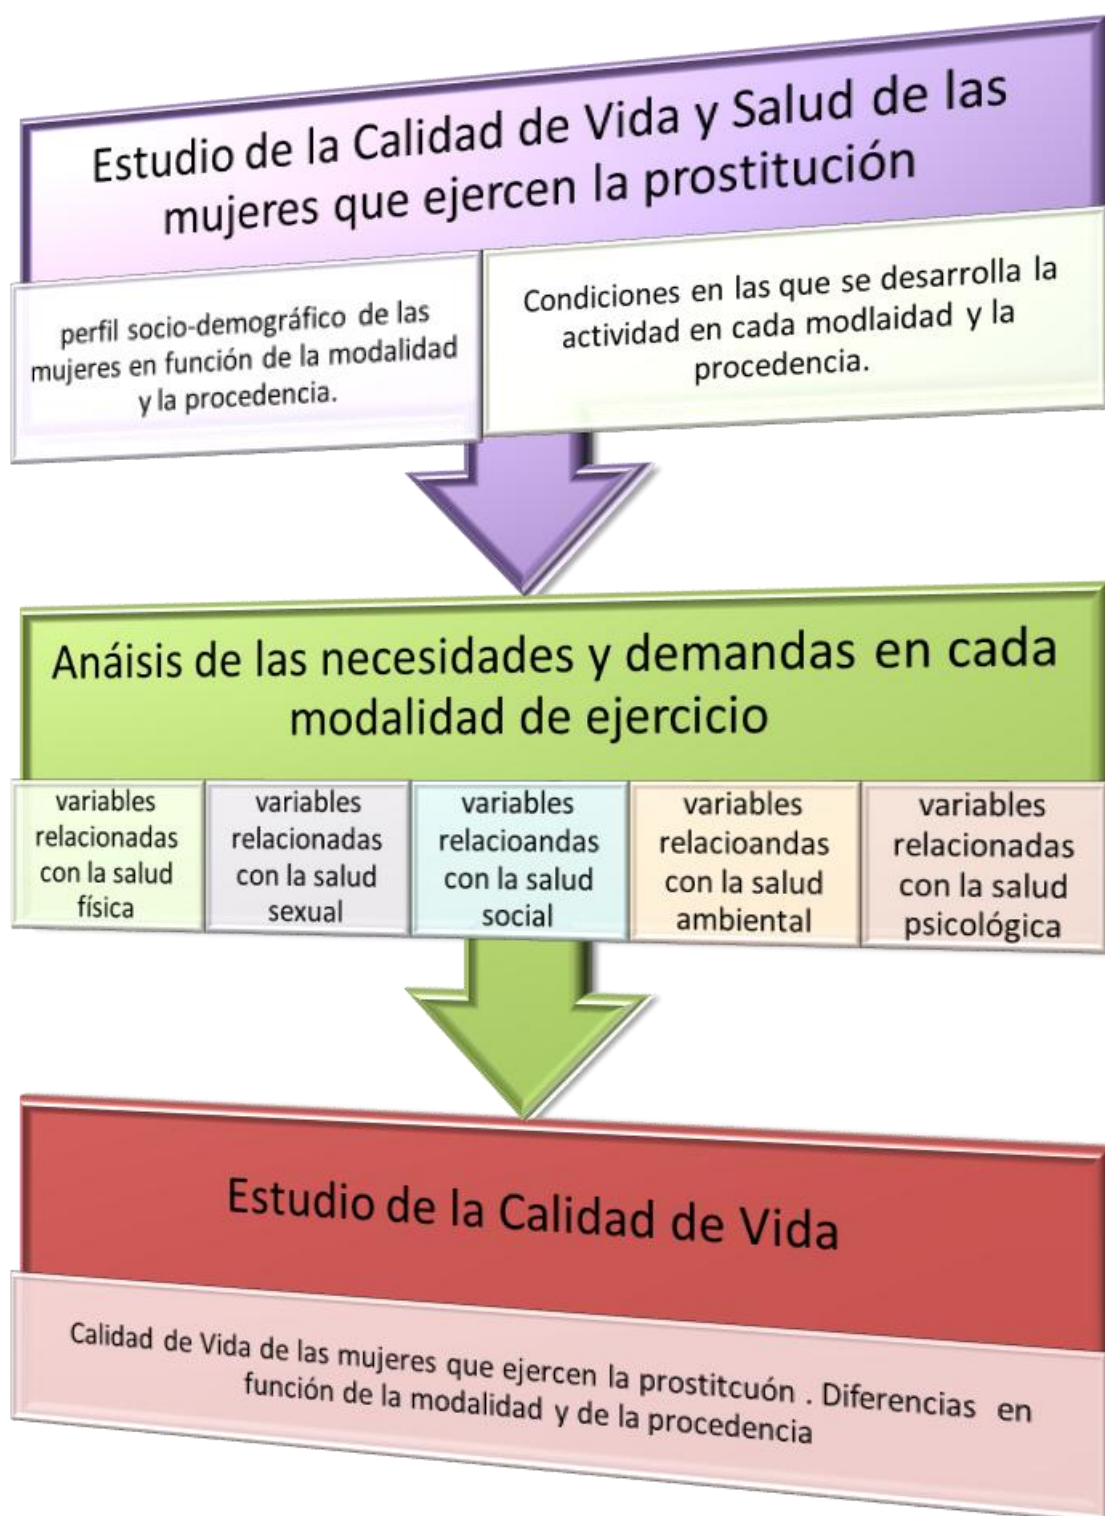 Estudio de la Calidad de Vida y Salud de las
mujeres que ejercen la prostitución
perfil socio-demográfico de las
mujeres en función de la modalidad
y la procedencia.
Condiciones en las que se desarrolla la
actividad en cada modlaidad y la
procedencia.
Anáisis de las necesidades y demandas en cada
modalidad de ejercicio
variables
relacionadas
con la salud
física
variables
relacionadas
con la salud
sexual
variables
relacioandas
con la salud
social
variables
relacioandas
con la salud
ambiental
variables
relacionadas
con la salud
psicológica
Estudio de la Calidad de Vida
Calidad de Vida de las mujeres que ejercen la prostitcuón . Diferencias en
función de la modalidad y de la procedencia